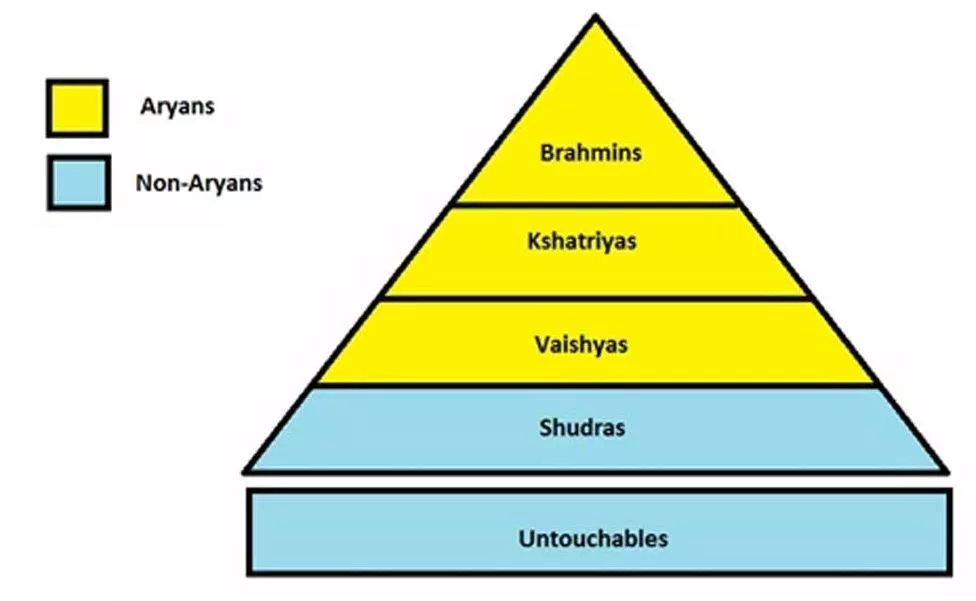 Aryans
Non-Aryans
Brahmins
Kshatriyas
Vaishyas
Shudras
Untouchables